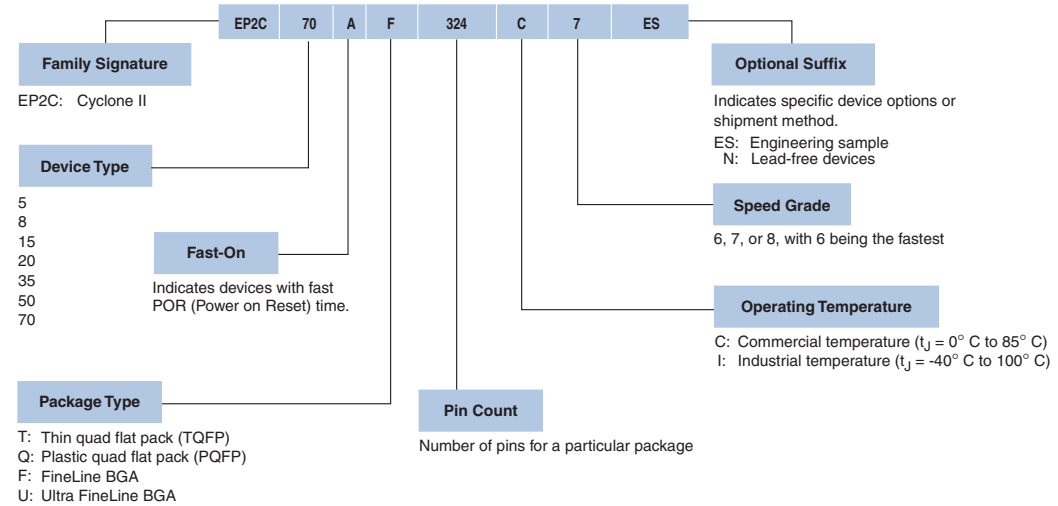 EP2C 70 A F 324 C 7 ES
Family Signature
EP2C: Cyclone II
Optional Suffix
Indicates specific device options or
shipment method.
ES: Engineering sample
N: Lead-free devices
Device Type
5
8
15
20
35
50
70
Speed Grade
6, 7, or 8, with 6 being the fastest
Fast-On
Indicates devices with fast
POR (Power on Reset) time.
Operating Temperature
C: Commercial temperature (tJ = 0° C to 85° C)
I: Industrial temperature (tJ = -40° C to 100° C)
Package Type
T: Thin quad flat pack (TQFP)
Q: Plastic quad flat pack (PQFP)
F: FineLine BGA
U: Ultra FineLine BGA
Pin Count
Number of pins for a particular package